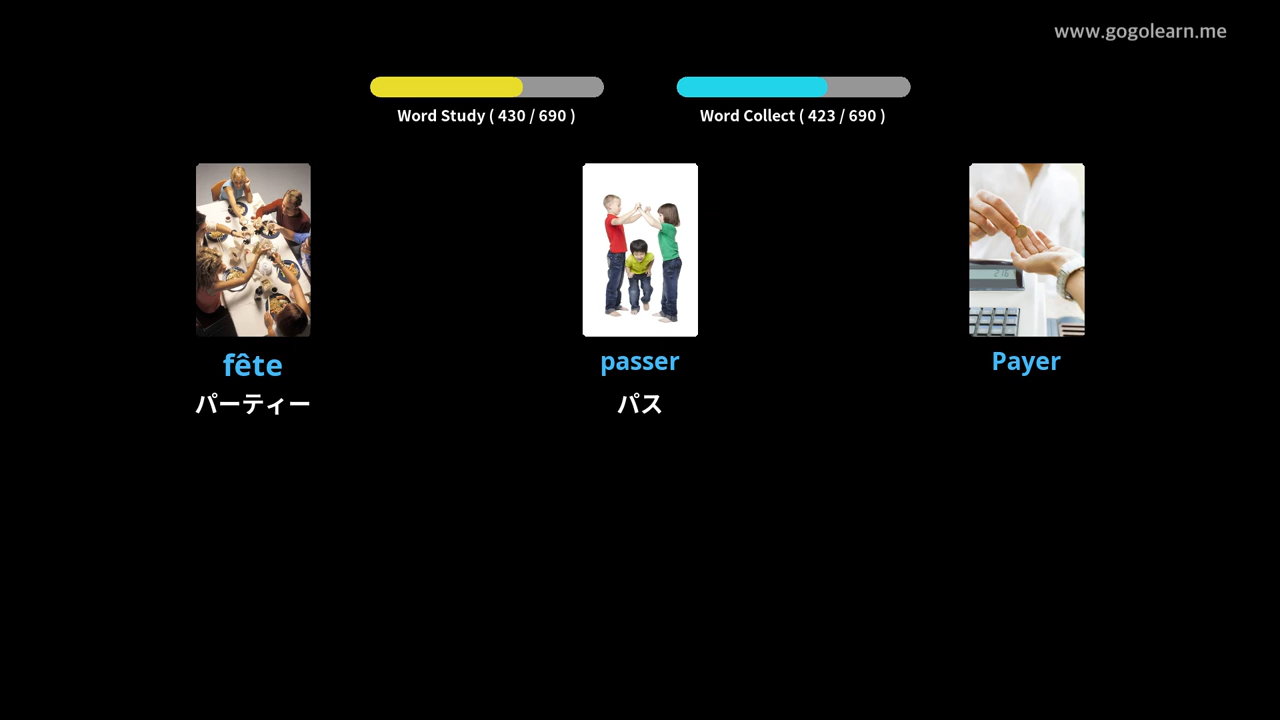 www.gogolearn.me
Word Study ( 430 / 690 )
Word Collect ( 423 / 690 )
fête
passer
Payer
パーティー
パス